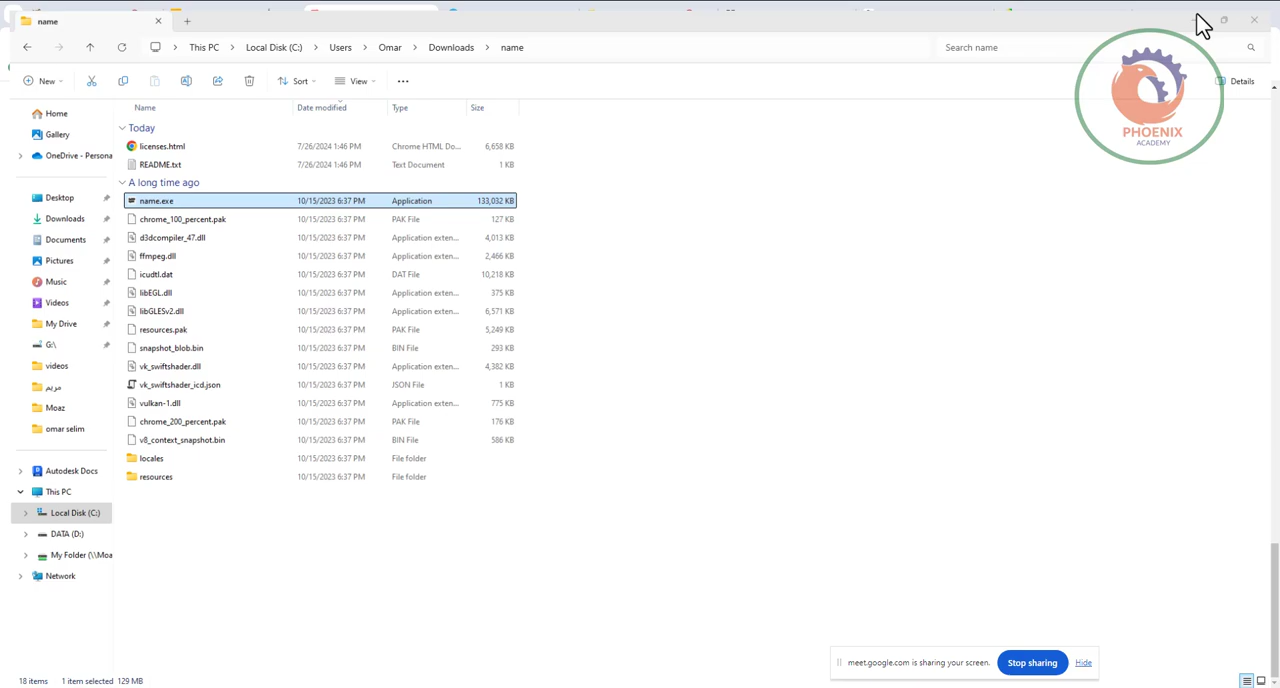 name
This PC > Local Disk (C:) > Users > Omar > Downloads > name
Search name
New
Sort
View
Details
PHOENIX
ACADEMY
Name Date modified Type Size
Today
licenses.html 7/26/2024 1:46 PM Chrome HTML Do... 6,658 KB
README.txt 7/26/2024 1:46 PM Text Document 1 KB
A long time ago
name.exe 10/15/2023 6:37 PM Application 133,032 KB
chrome_100_percent.pak 10/15/2023 6:37 PM PAK File 127 KB
d3dcompiler_47.dll 10/15/2023 6:37 PM Application exten... 4,013 KB
ffmpeg.dll 10/15/2023 6:37 PM Application exten... 2,466 KB
icudtl.dat 10/15/2023 6:37 PM DAT File 10,218 KB
libEGL.dll 10/15/2023 6:37 PM Application exten... 375 KB
libGLESv2.dll 10/15/2023 6:37 PM Application exten... 6,571 KB
resources.pak 10/15/2023 6:37 PM PAK File 5,249 KB
snapshot_blob.bin 10/15/2023 6:37 PM BIN File 293 KB
vk_swiftshader.dll 10/15/2023 6:37 PM Application exten... 4,382 KB
vk_swiftshader_icd.json 10/15/2023 6:37 PM JSON File 1 KB
vulkan-1.dll 10/15/2023 6:37 PM Application exten... 775 KB
chrome_200_percent.pak 10/15/2023 6:37 PM PAK File 176 KB
v8_context_snapshot.bin 10/15/2023 6:37 PM BIN File 586 KB
locales 10/15/2023 6:37 PM File folder
resources 10/15/2023 6:37 PM File folder
Home
Gallery
OneDrive - Persona
Desktop
Downloads
Documents
Pictures
Music
Videos
My Drive
G:\
videos
مريم
Moaz
omar selim
Autodesk Docs
This PC
Local Disk (C:)
DATA (D:)
My Folder (\\Moa
Network
meet.google.com is sharing your screen.
Stop sharing
Hide
18 items 1 item selected 129 MB